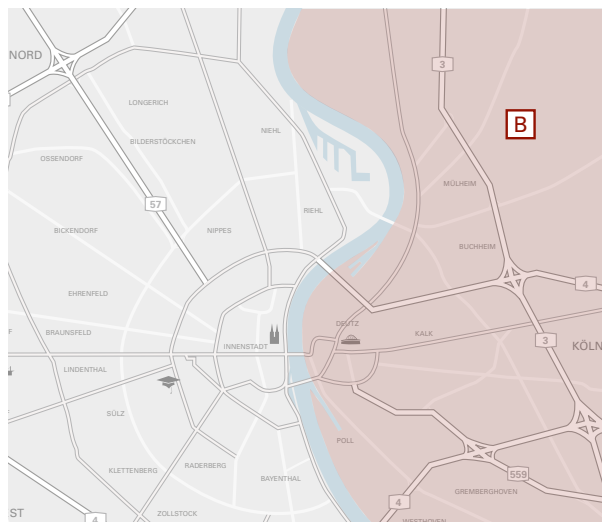 NORD
3
B
LONGERICH
NIEHL
BILDERSTÖCKCHEN
OSSENDORF
MÜLHEIM
57
RIEHL
BICKENDORF
NIPPES
BUCHHEIM
4
EHRENFELD
DEUTZ
BRAUNSFELD
KALK
3
INNENSTADT
KÖLN
LINDENTHAL
SÜLZ
POLL
RADERBERG
KLETTENBERG
BAYENTHAL
559
GREMBERGHOVEN
4
ST
4
ZOLLSTOCK
WESTHOVEN